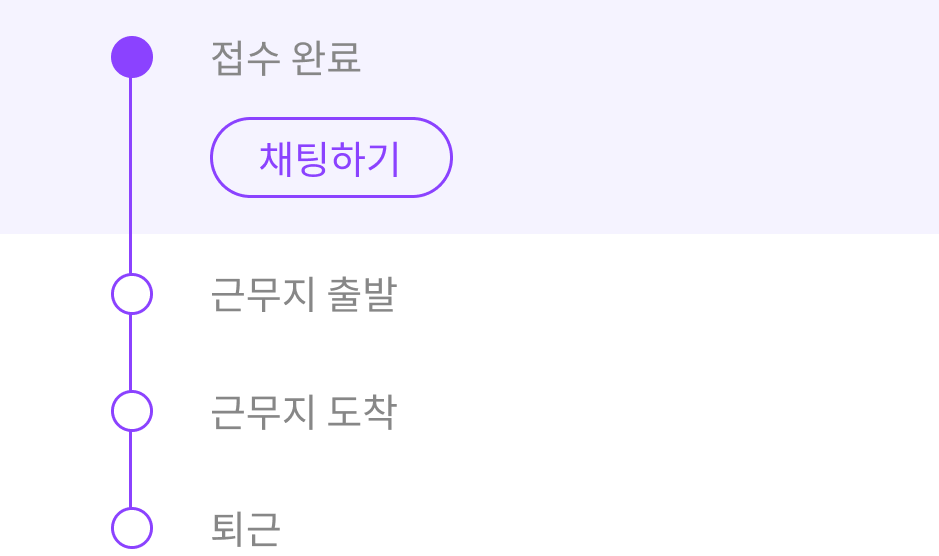 접수 완료
채팅하기
근무지 출발
근무지 도착
퇴근